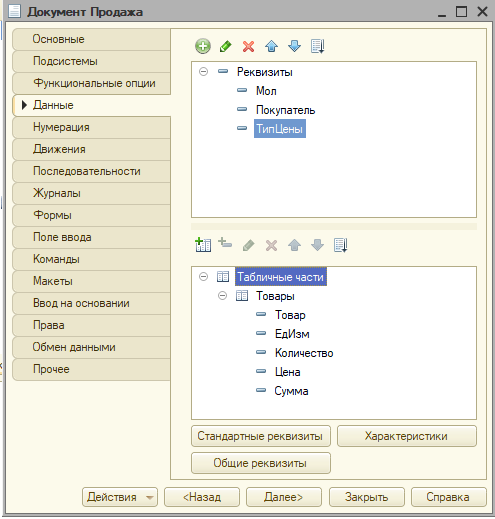 Документ Продажа
Основные
Подсистемы
Функциональные опции
Данные
Нумерация
Движения
Последовательности
Журналы
Формы
Поле ввода
Команды
Макеты
Ввод на основании
Права
Обмен данными
Прочее
Реквизиты
Мол
Покупатель
ТипЦены
Табличные части
Товары
Товар
ЕдИзм
Количество
Цена
Сумма
Стандартные реквизиты
Характеристики
Общие реквизиты
Действия
<Назад
Далее>
Закрыть
Справка